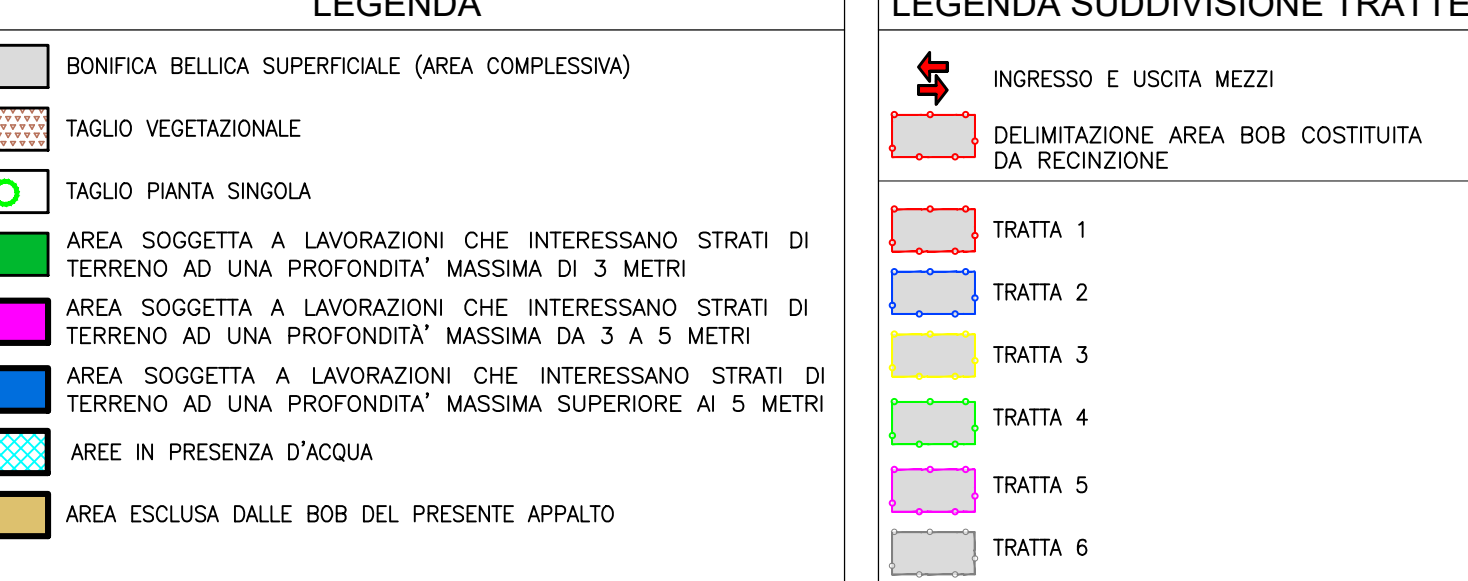 LEGENDA
BONIFICA BELLICA SUPERFICIALE (AREA COMPLESSIVA)
TAGLIO VEGETAZIONALE
TAGLIO PIANTA SINGOLA
AREA SOGGETTA A LAVORAZIONI CHE INTERESSANO STRATI DI
TERRENO AD UNA PROFONDITA' MASSIMA DI 3 METRI
AREA SOGGETTA A LAVORAZIONI CHE INTERESSANO STRATI DI
TERRENO AD UNA PROFONDITÀ' MASSIMA DA 3 A 5 METRI
AREA SOGGETTA A LAVORAZIONI CHE INTERESSANO STRATI DI
TERRENO AD UNA PROFONDITA' MASSIMA SUPERIORE AI 5 METRI
AREE IN PRESENZA D'ACQUA
AREA ESCLUSA DALLE BOB DEL PRESENTE APPALTO
LEGENDA SUDDIVISIONE TRATTE
INGRESSO E USCITA MEZZI
DELIMITAZIONE AREA BOB COSTITUITA
DA RECINZIONE
TRATTA 1
TRATTA 2
TRATTA 3
TRATTA 4
TRATTA 5
TRATTA 6